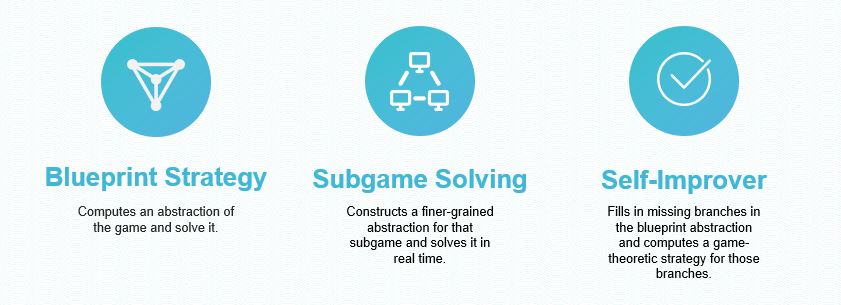 Blueprint Strategy
Computes an abstraction of
the game and solve it.
Subgame Solving
Constructs a finer-grained
abstraction for that
subgame and solves it in
real time.
Self-Improver
Fills in missing branches in
the blueprint abstraction
and computes a game-
theoretic strategy for those
branches.